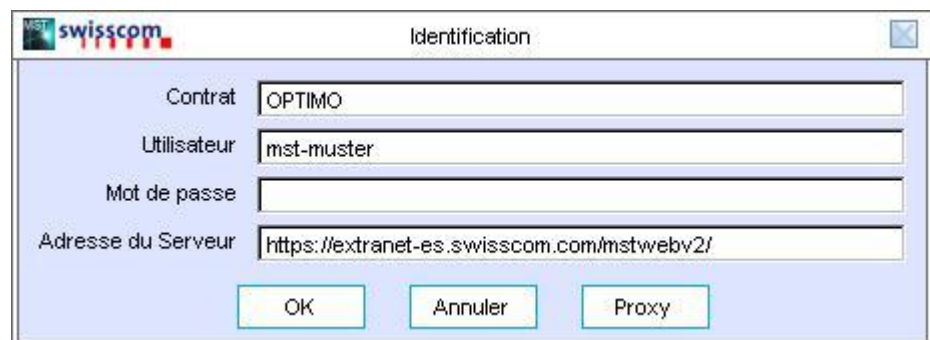 MST swisscom Identification
Contrat OPTIMO
Utilisateur mst-muster
Mot de passe
Adresse du Serveur https://extranet-es.swisscom.com/mstwebv2/
OK Annuler Proxy